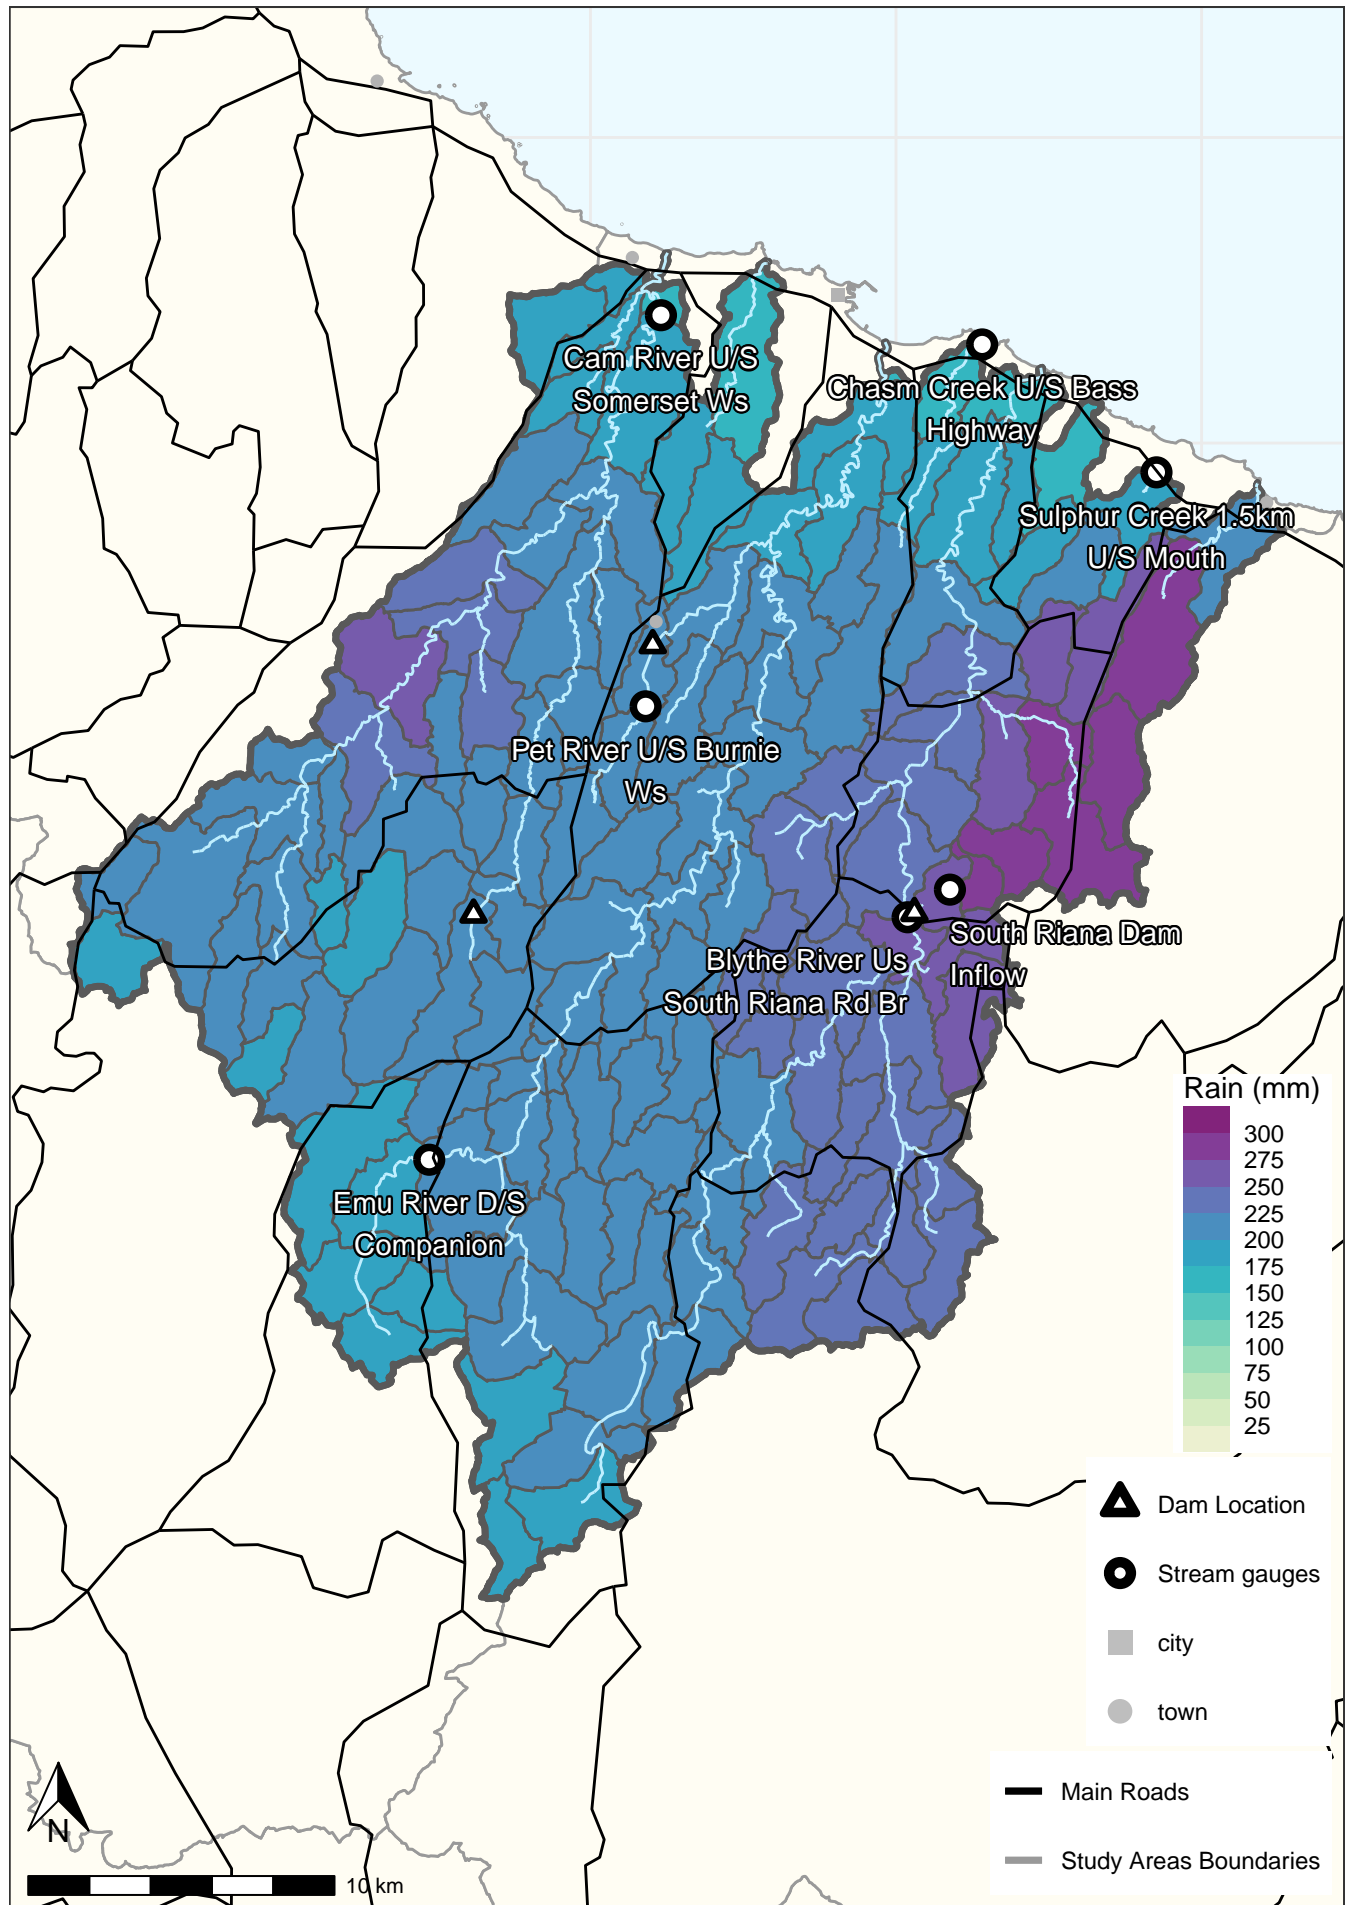 Cam River U/S
Somerset Ws
Chasm Creek U/S Bass
Highway
Sulphur Creek 1.5km
U/S Mouth
Pet River U/S Burnie
Ws
South Riana Dam
Inflow
Blythe River Us
South Riana Rd Br
Emu River D/S
Companion
Rain (mm)
300
275
250
225
200
175
150
125
100
75
50
25
Dam Location
Stream gauges
city
town
Main Roads
Study Areas Boundaries
N
10 km